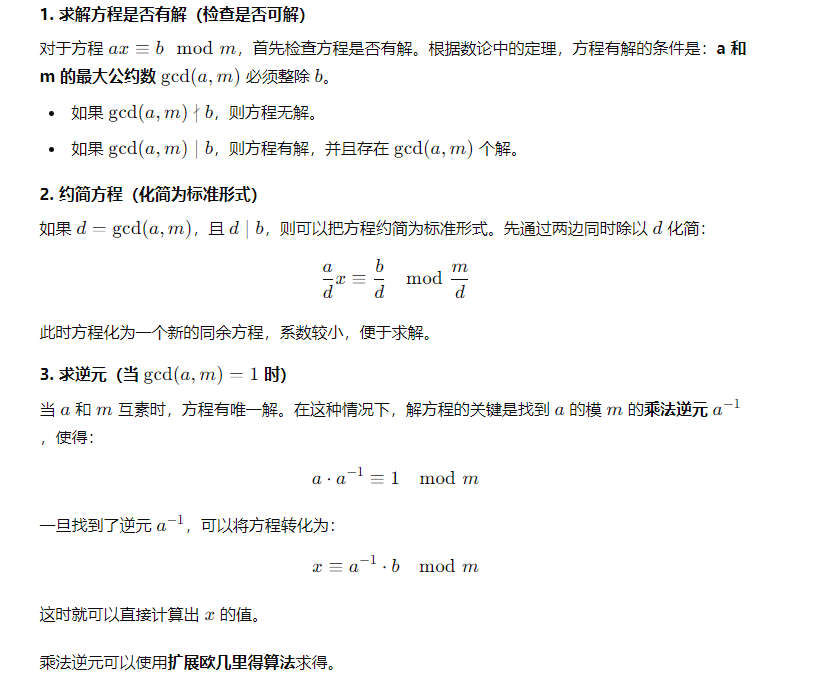 1. 求解方程是否有解（检查是否可解）
对于方程 ax ≡ b mod m，首先检查方程是否有解。根据数论中的定理，方程有解的条件是：a 和
m 的最大公约数 gcd(a, m) 必须整除 b。
• 如果 gcd(a, m) ∤ b，则方程无解。
• 如果 gcd(a, m) ∣ b，则方程有解，并且存在 gcd(a, m) 个解。
2. 约简方程（化简为标准形式）
如果 d = gcd(a, m)，且 d ∣ b，则可以把方程约简为标准形式。先通过两边同时除以 d 化简：
a/d x ≡ b/d mod m/d
此时方程化为一个新的同余方程，系数较小，便于求解。
3. 求逆元（当 gcd(a, m) = 1 时）
当 a 和 m 互素时，方程有唯一解。在这种情况下，解方程的关键是找到 a 的模 m 的乘法逆元 a⁻¹
，使得：
a · a⁻¹ ≡ 1 mod m
一旦找到了逆元 a⁻¹，可以将方程转化为：
x ≡ a⁻¹ · b mod m
这时就可以直接计算出 x 的值。
乘法逆元可以使用扩展欧几里得算法求得。